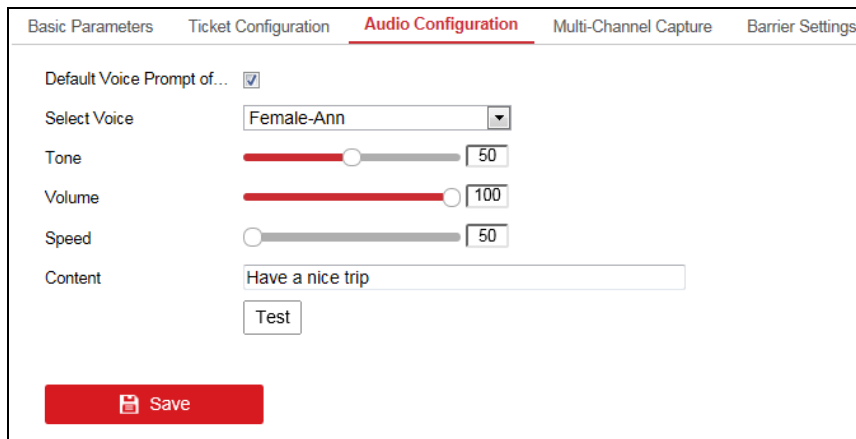 Basic Parameters Ticket Configuration Audio Configuration Multi-Channel Capture Barrier Settings
Default Voice Prompt of...
Select Voice Female-Ann
Tone 50
Volume 100
Speed 50
Content Have a nice trip
Test
Save